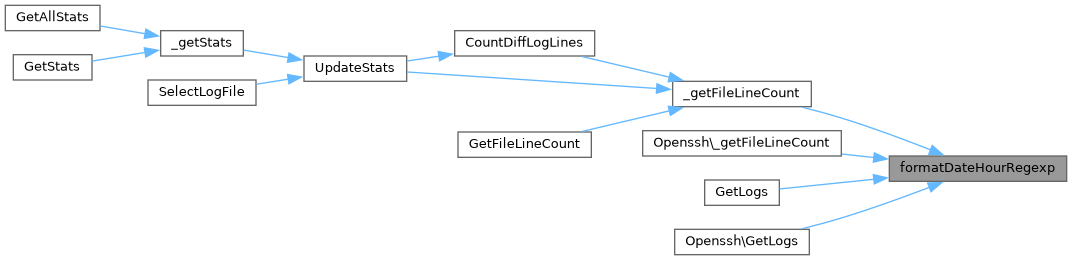 GetAllStats
GetStats
_getStats
SelectLogFile
UpdateStats
CountDiffLogLines
GetFileLineCount
_getFileLineCount
Openssh\_getFileLineCount
GetLogs
Openssh\GetLogs
formatDateHourRegexp